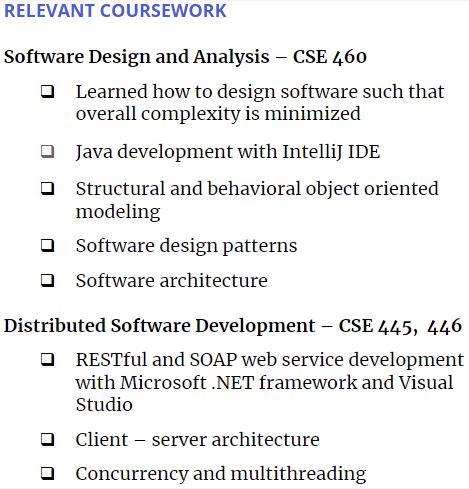 RELEVANT COURSEWORK
Software Design and Analysis – CSE 460
❑ Learned how to design software such that
overall complexity is minimized
❑ Java development with IntelliJ IDE
❑ Structural and behavioral object oriented
modeling
❑ Software design patterns
❑ Software architecture
Distributed Software Development – CSE 445, 446
❑ RESTful and SOAP web service development
with Microsoft .NET framework and Visual
Studio
❑ Client – server architecture
❑ Concurrency and multithreading